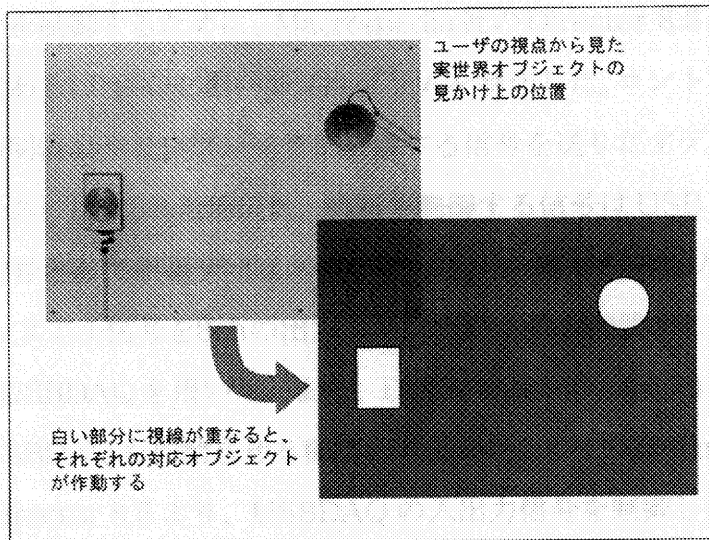 ユーザの視点から見た
実世界オブジェクトの
見かけ上の位置
白い部分に視線が重なると、
それぞれの対応オブジェクト
が作動する